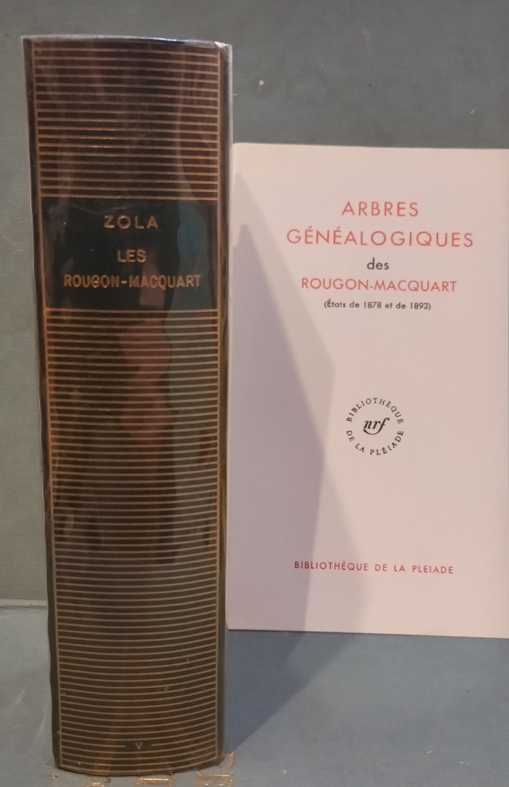 ZOLA
LES
ROUGON-MACQUART
V
ARBRES
GÉNÉALOGIQUES
des
ROUGON-MACQUART
(États de 1878 et de 1893)
BIBLIOTHÈQUE DE LA PLÉIADE
nrf
BIBLIOTHÈQUE DE LA PLEIADE